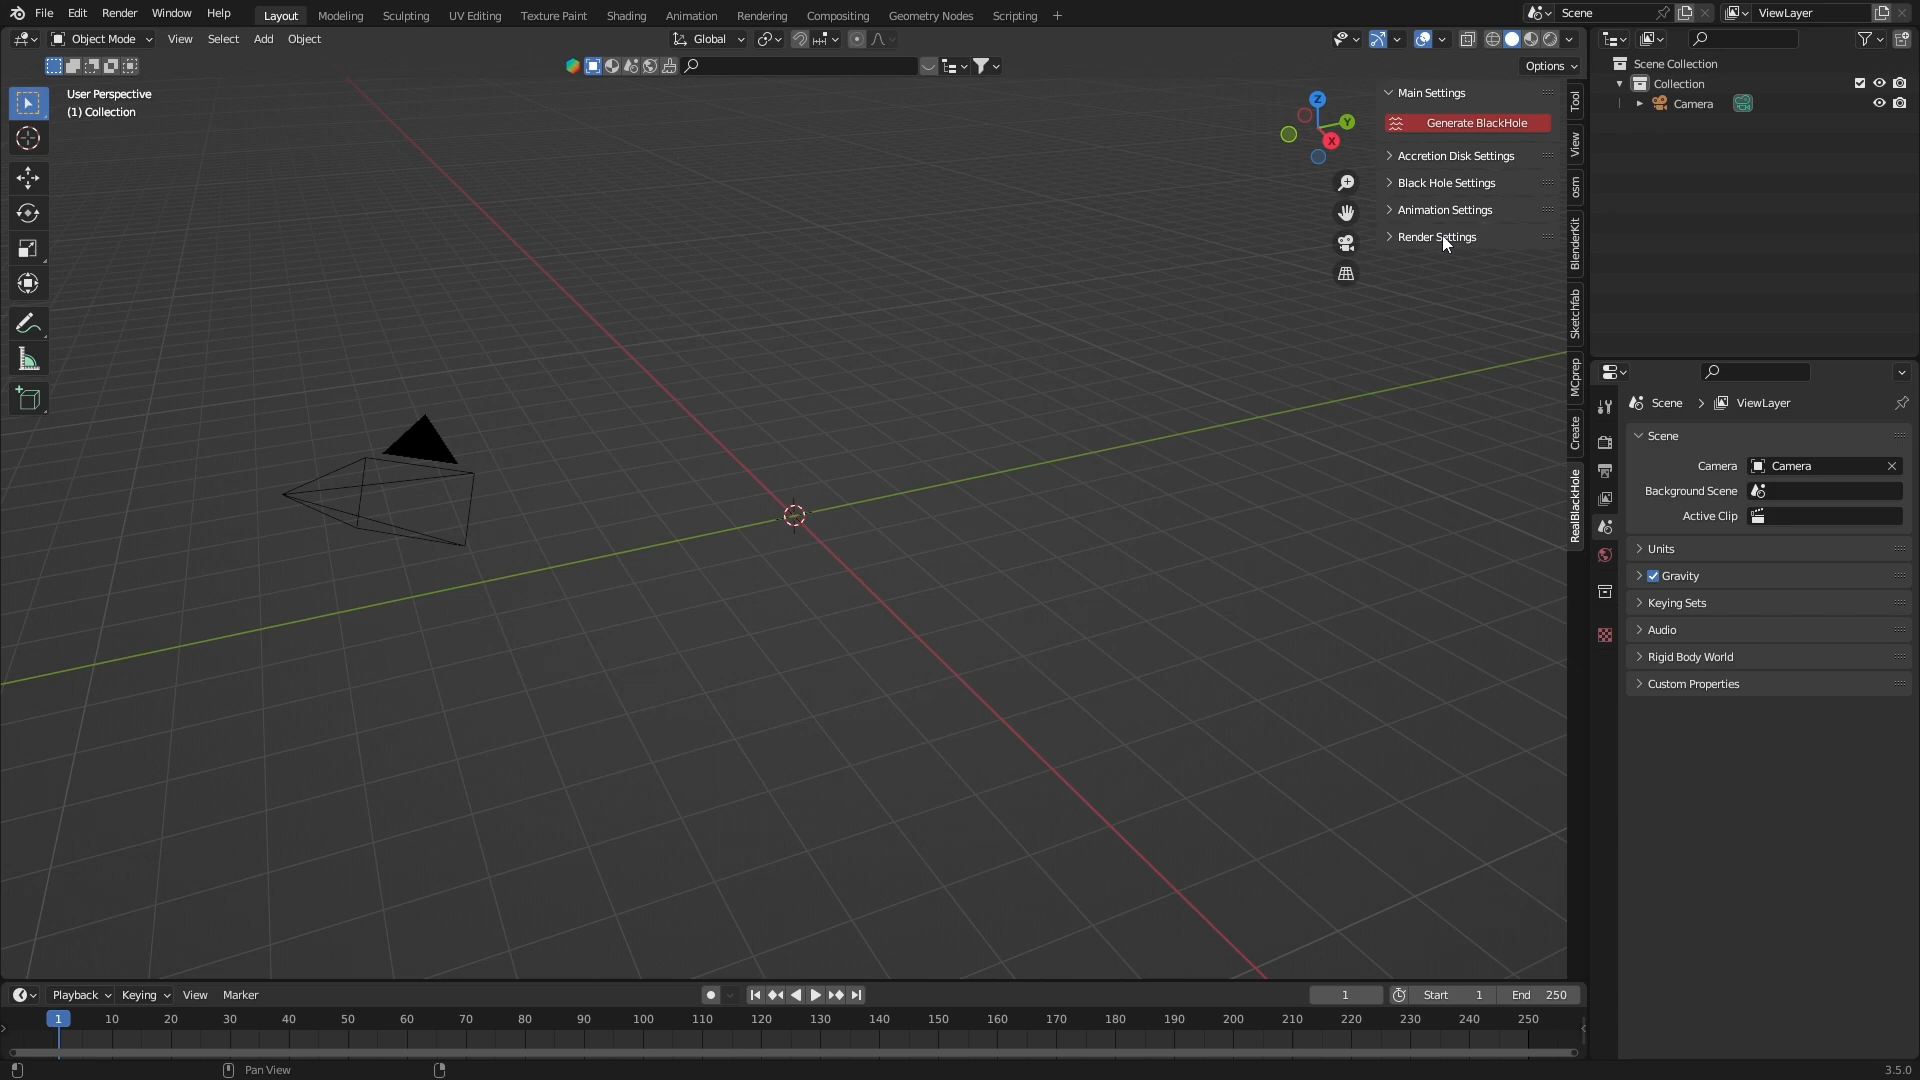 File Edit Render Window Help
Layout Modeling Sculpting UV Editing Texture Paint Shading Animation Rendering Compositing Geometry Nodes Scripting +
Scene
ViewLayer
Object Mode View Select Add Object
Global
Options
User Perspective
(1) Collection
Z
Y
X
Main Settings
Generate BlackHole
Accretion Disk Settings
Black Hole Settings
Animation Settings
Render Settings
Tool
View
osm
BlenderKit
Sketchfab
MCprep
Create
RealBlackHole
Scene Collection
Collection
Camera
Scene > ViewLayer
Scene
Camera Camera
Background Scene
Active Clip
Units
Gravity
Keying Sets
Audio
Rigid Body World
Custom Properties
Playback Keying View Marker
1
Start 1
End 250
1 10 20 30 40 50 60 70 80 90 100 110 120 130 140 150 160 170 180 190 200 210 220 230 240 250
Pan View
3.5.0